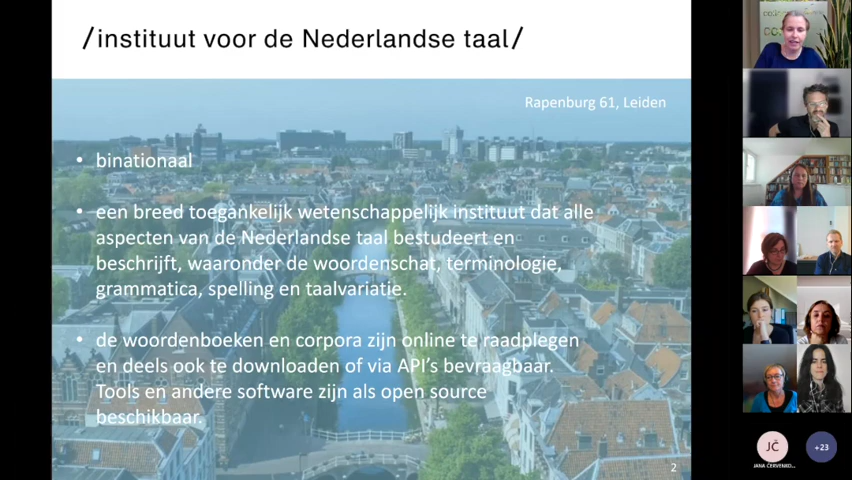 /instituut voor de Nederlandse taal/
Rapenburg 61, Leiden
• binationaal
• een breed toegankelijk wetenschappelijk instituut dat alle
aspecten van de Nederlandse taal bestudeert en
beschrijft, waaronder de woordenschat, terminologie,
grammatica, spelling en taalvariatie.
• de woordenboeken en corpora zijn online te raadplegen
en deels ook te downloaden of via API’s bevraagbaar.
Tools en andere software zijn als open source
beschikbaar.
2
JČ
+23